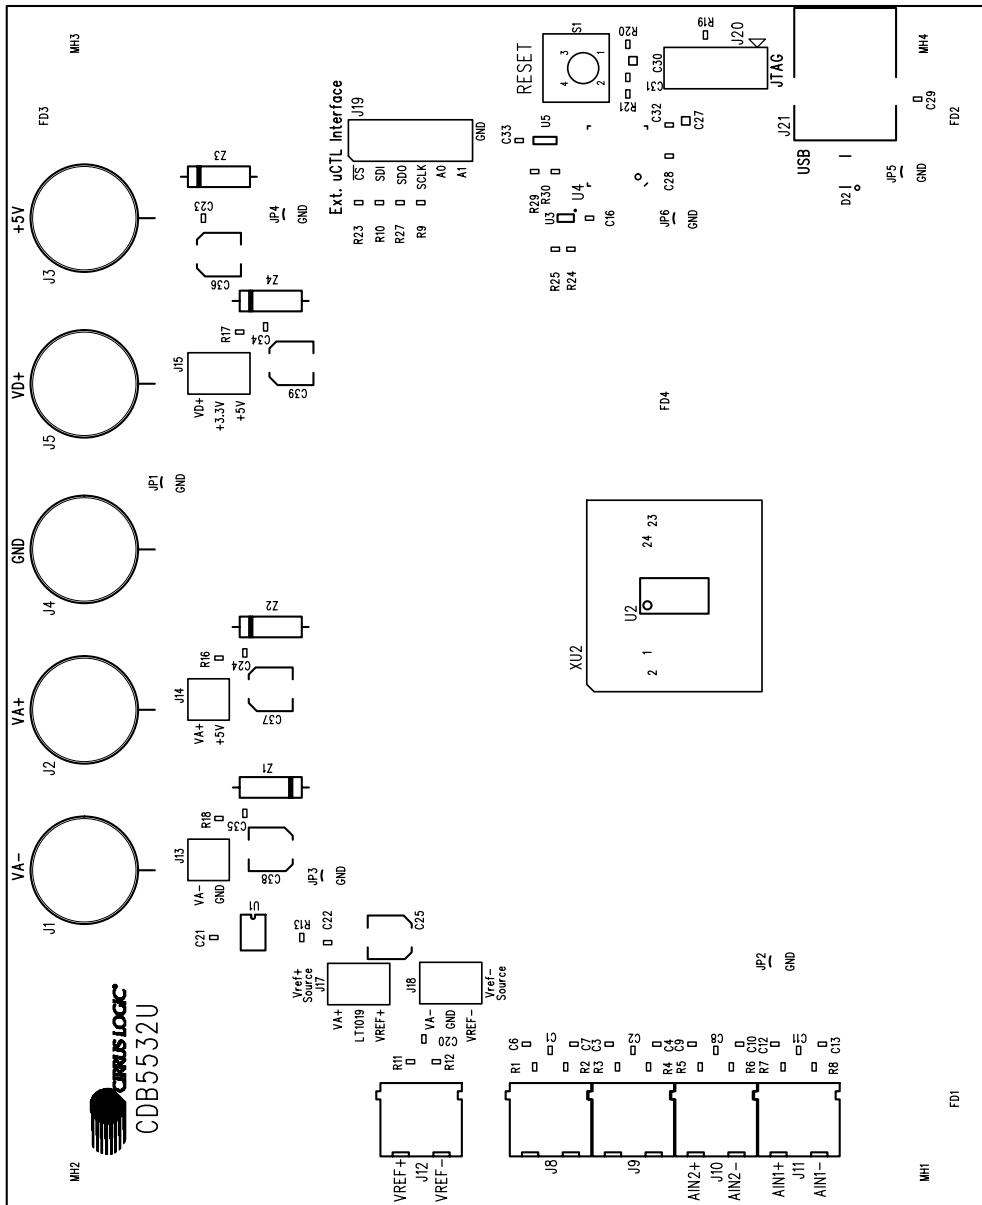 MH3
FD3
+5V
J3
Z3
C23
C36
JP4
GND
Ext. uCTL Interface
J19
GND
CS
SDI
SDO
SCLK
A0
A1
R23
R10
R27
R9
RESET
S1
3
1
4
2
R20
R21
C30
C31
R19
J20
JTAG
J21
USB
MH4
C29
FD2
C33
U5
C32
C27
C28
R29
R30
U4
U3
C16
R25
R24
JP6
GND
D2
JP5
GND
VD+
J5
Z4
R17
C34
J15
C39
VD+
+3.3V
+5V
FD4
JP1
GND
GND
J4
Z2
XU2
24
23
U2
2
1
VA+
J2
R16
C24
J14
C37
VA+
+5V
Z1
VA-
J1
R18
C35
J13
C38
VA-
GND
JP3
GND
U1
C21
R13
C22
C25
Vref+
Source
J17
VA+
LT1019
VREF+
J18
Vref-
Source
VA-
GND
VREF-
JP2
GND
CIRRUS LOGIC®
CDB5532U
C20
R11
R12
C6
C1
C7
C3
C2
C4
C9
C8
C10
C12
C11
C13
R1
R2
R3
R4
R5
R6
R7
R8
FD1
MH2
VREF+
J12
VREF-
J8
J9
AIN2+
J10
AIN2-
AIN1+
J11
AIN1-
MH1